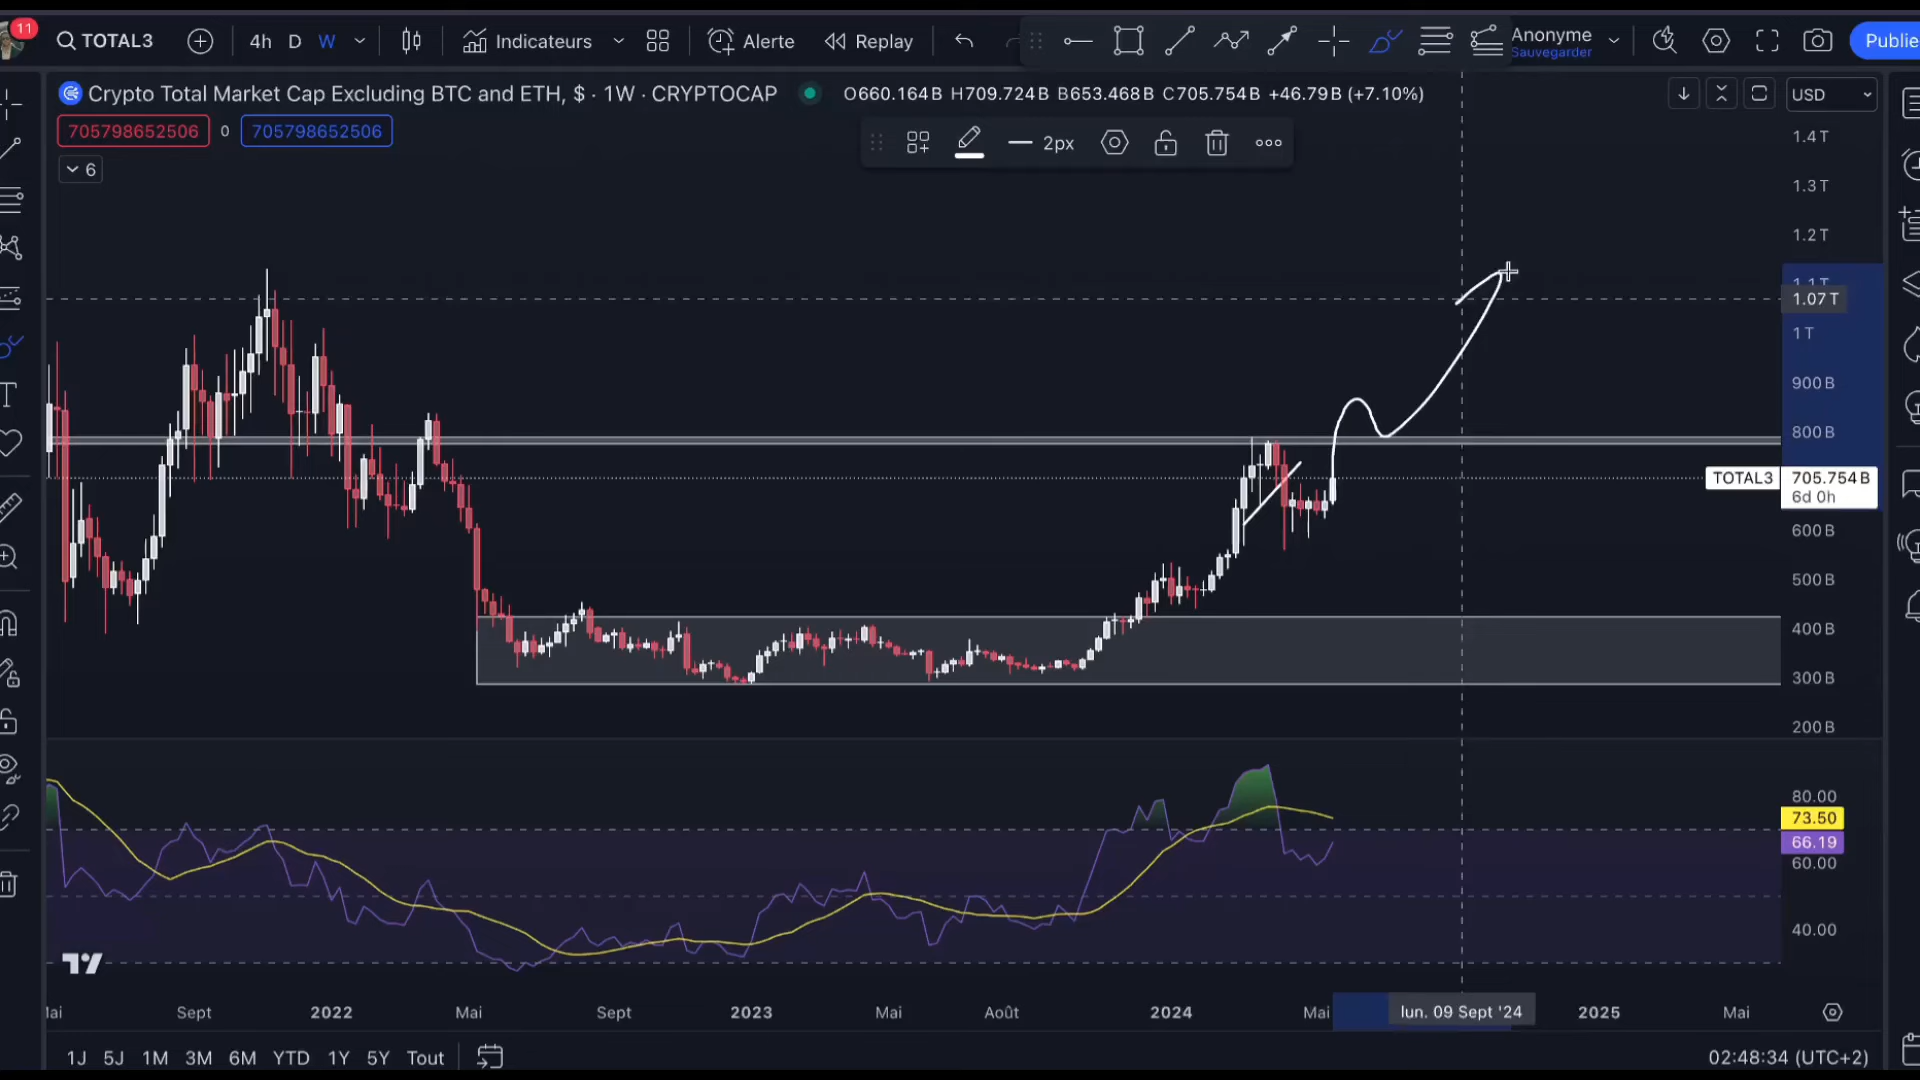 11
TOTAL3
4h D W
Indicateurs
Alerte
Replay
Anonyme
Sauvegarder
Publie
Crypto Total Market Cap Excluding BTC and ETH, $ · 1W · CRYPTOCAP
O660.164B H709.724B B653.468B C705.754B +46.79B (+7.10%)
USD
705798652506 0 705798652506
2px
6
1.4T
1.3T
1.2T
1.1T
1.07T
1T
900B
800B
TOTAL3 705.754B
6d 0h
600B
500B
400B
300B
200B
80.00
73.50
66.19
60.00
40.00
Mai Sept 2022 Mai Sept 2023 Mai Août 2024 Mai lun. 09 Sept '24 2025 Mai
1J 5J 1M 3M 6M YTD 1Y 5Y Tout
02:48:34 (UTC+2)